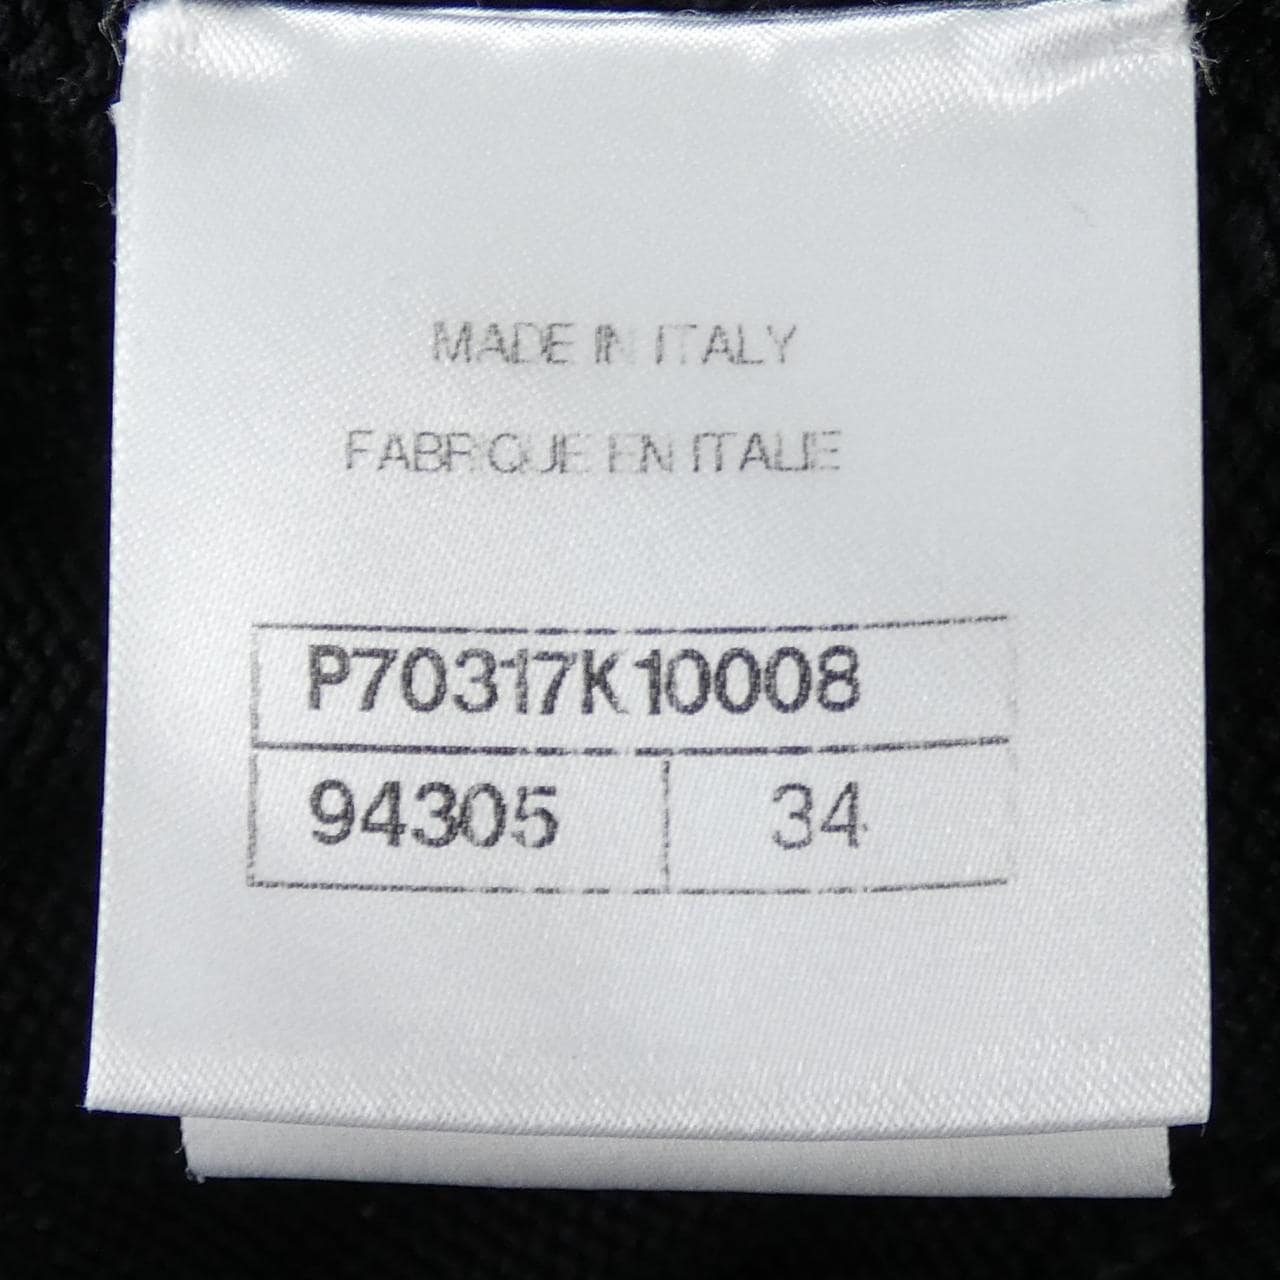 MADE IN ITALY
FABRIQUE EN ITALIE
P70317K10008
94305 34